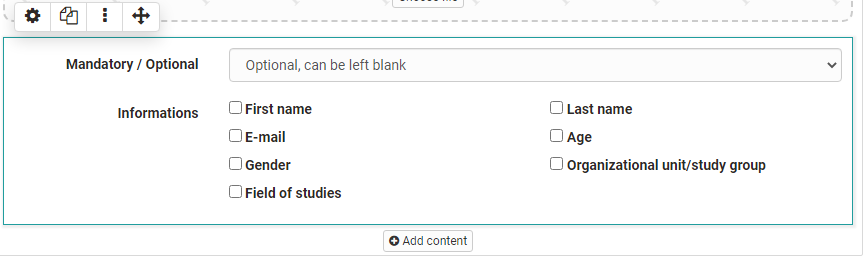 Mandatory / Optional Optional, can be left blank
Informations First name Last name
E-mail Age
Gender Organizational unit/study group
Field of studies
Add content